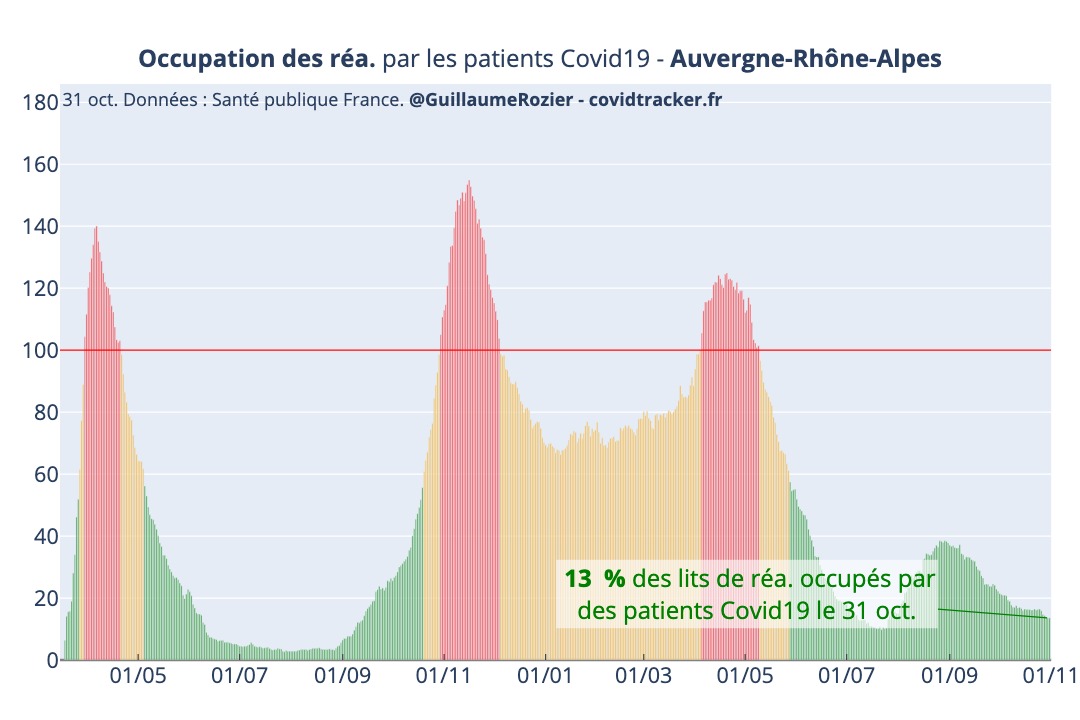 Occupation des réa. par les patients Covid19 - Auvergne-Rhône-Alpes
31 oct. Données : Santé publique France. @GuillaumeRozier - covidtracker.fr
180
160
140
120
100
80
60
40
20
0
13 % des lits de réa. occupés par
des patients Covid19 le 31 oct.
01/05 01/07 01/09 01/11 01/01 01/03 01/05 01/07 01/09 01/11